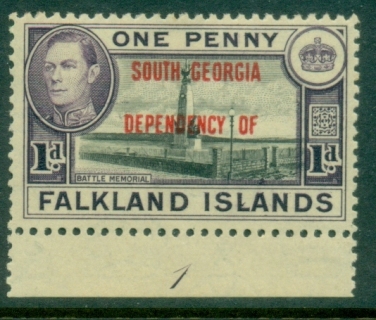 ONE PENNY
SOUTH GEORGIA
DEPENDENCY OF
1d. 1d.
BATTLE MEMORIAL
FALKLAND ISLANDS
1